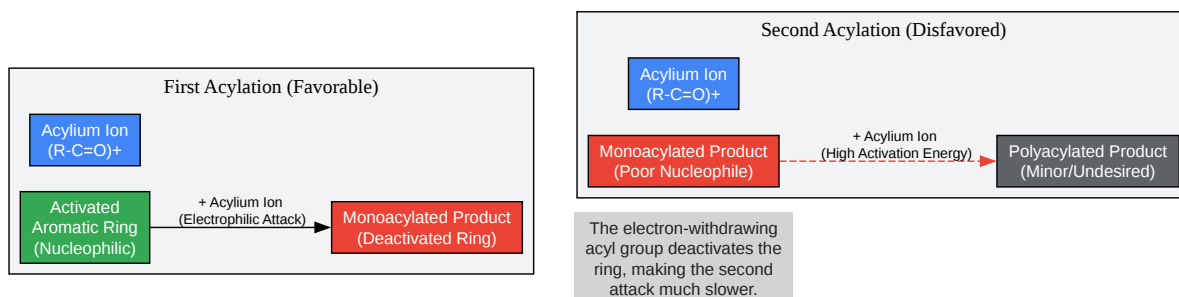 First Acylation (Favorable)
Acylium Ion
(R-C=O)+
Activated
Aromatic Ring
(Nucleophilic)
+ Acylium Ion
(Electrophilic Attack)
Monoacylated Product
(Deactivated Ring)
Second Acylation (Disfavored)
Acylium Ion
(R-C=O)+
Monoacylated Product
(Poor Nucleophile)
+ Acylium Ion
(High Activation Energy)
Polyacylated Product
(Minor/Undesired)
The electron-withdrawing
acyl group deactivates the
ring, making the second
attack much slower.